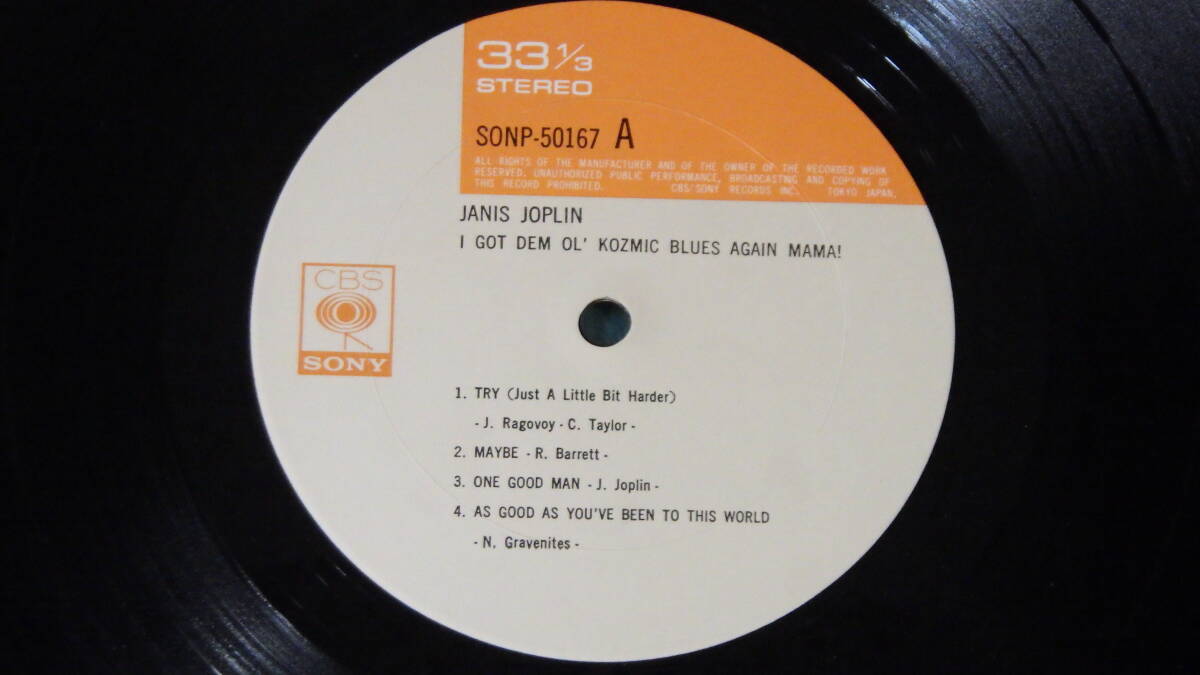 33 1/3
STEREO
SONP-50167 A
ALL RIGHTS OF THE MANUFACTURER AND OF THE OWNER OF THE RECORDED WORK
RESERVED. UNAUTHORIZED PUBLIC PERFORMANCE, BROADCASTING AND COPYING OF
THIS RECORD PROHIBITED. CBS/SONY RECORDS INC. TOKYO JAPAN.
JANIS JOPLIN
I GOT DEM OL' KOZMIC BLUES AGAIN MAMA!
CBS
SONY
1. TRY (Just A Little Bit Harder)
- J. Ragovoy - C. Taylor -
2. MAYBE - R. Barrett -
3. ONE GOOD MAN - J. Joplin -
4. AS GOOD AS YOU'VE BEEN TO THIS WORLD
- N. Gravenites -